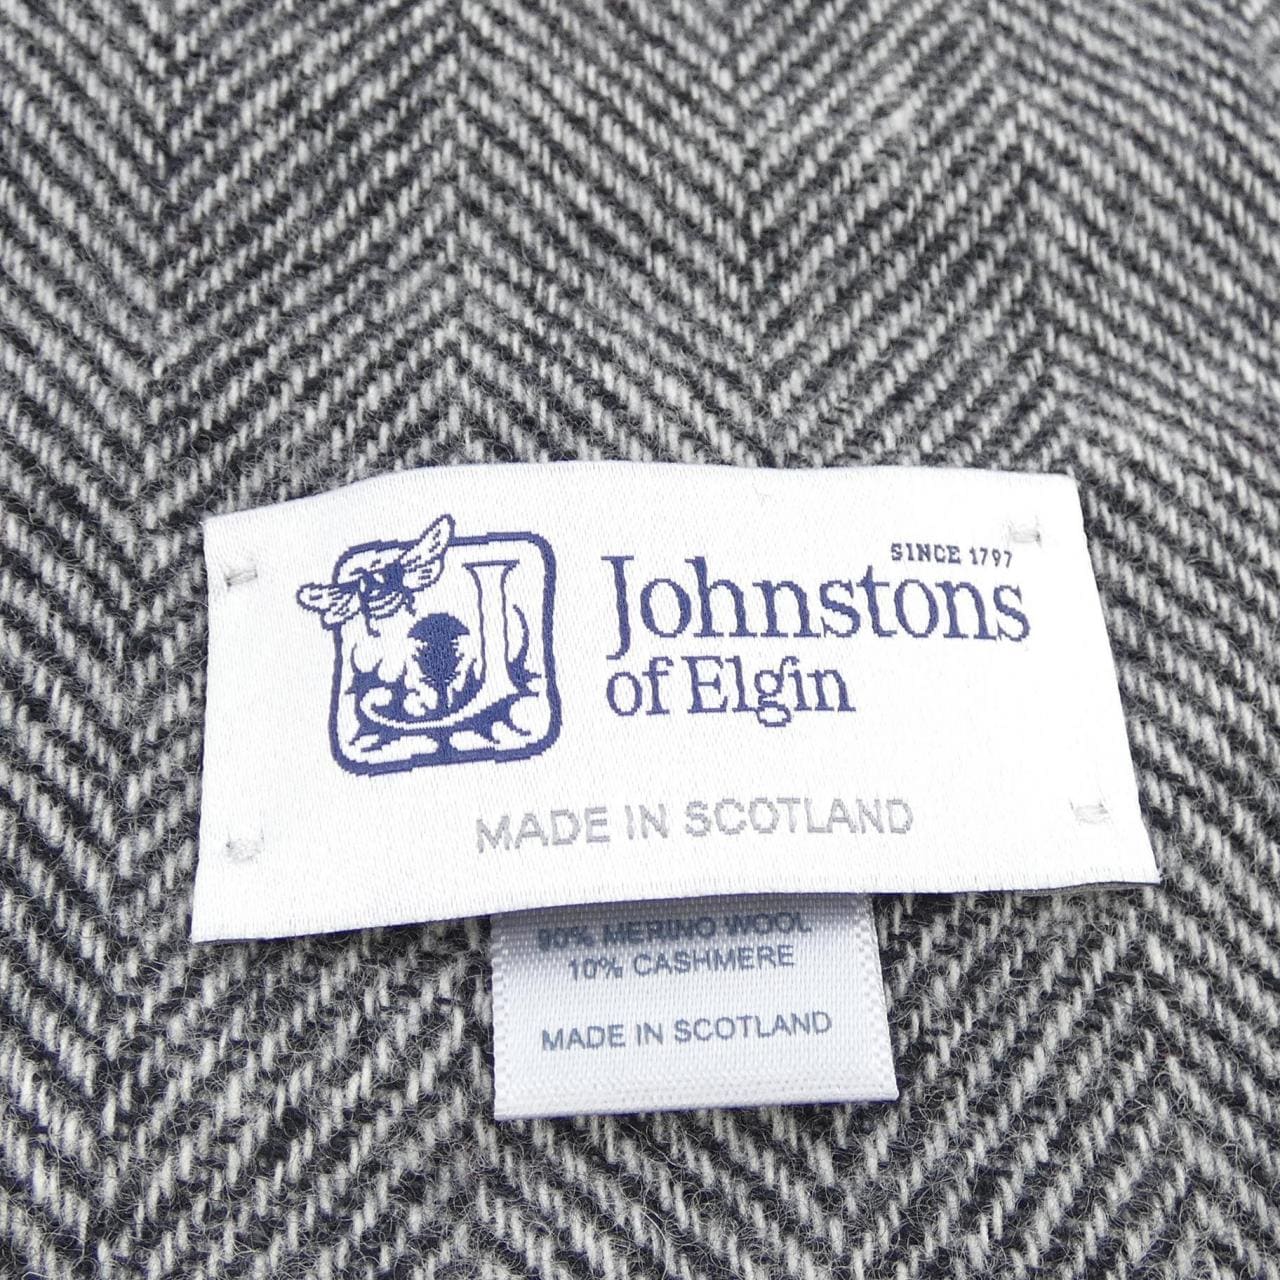 SINCE 1797
Johnstons
of Elgin
MADE IN SCOTLAND
90% MERINO WOOL
10% CASHMERE
MADE IN SCOTLAND